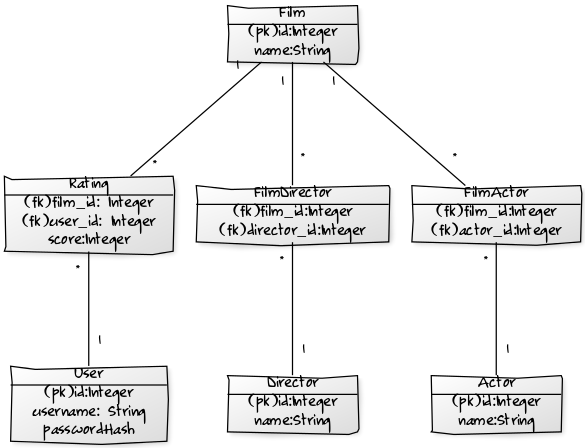 Film
(pk)id:Integer
name:String
1
1
1
*
*
*
Rating
(fk)film_id: Integer
(fk)user_id: Integer
score:Integer
FilmDirector
(fk)film_id:Integer
(fk)director_id:Integer
FilmActor
(fk)film_id:Integer
(fk)actor_id:Integer
*
*
*
1
1
1
User
(pk)id:Integer
username: String
passwordHash
Director
(pk)id:Integer
name:String
Actor
(pk)id:Integer
name:String